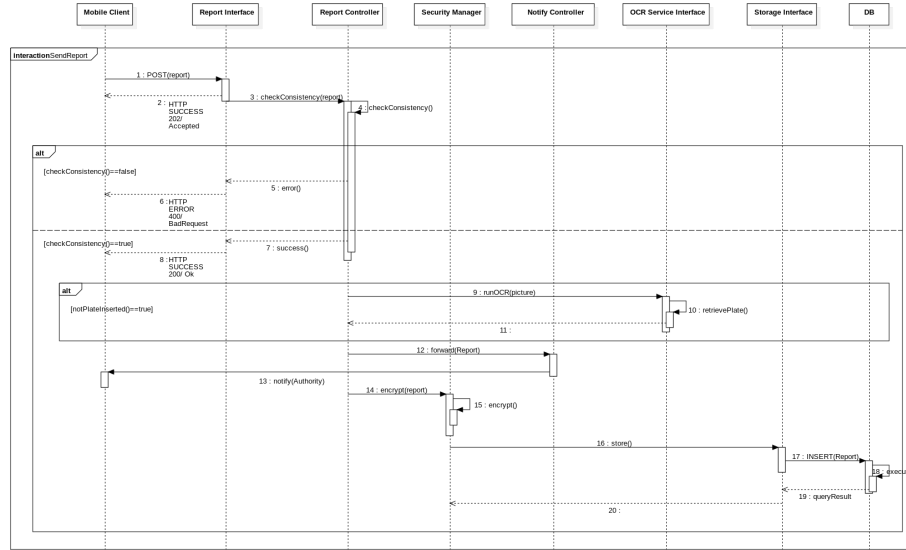 Mobile Client
Report Interface
Report Controller
Security Manager
Notify Controller
OCR Service Interface
Storage Interface
DB
interactionSendReport
1 : POST(report)
2 : HTTP
SUCCESS
202/
Accepted
3 : checkConsistency(report)
4 : checkConsistency()
alt
[checkConsistency()==false]
5 : error()
6 : HTTP
ERROR
400/
BadRequest
[checkConsistency()==true]
7 : success()
8 : HTTP
SUCCESS
200/ Ok
alt
[notPlateInserted()==true]
9 : runOCR(picture)
10 : retrievePlate()
11 :
12 : forward(Report)
13 : notify(Authority)
14 : encrypt(report)
15 : encrypt()
16 : store()
17 : INSERT(Report)
18 : execu
19 : queryResult
20 :